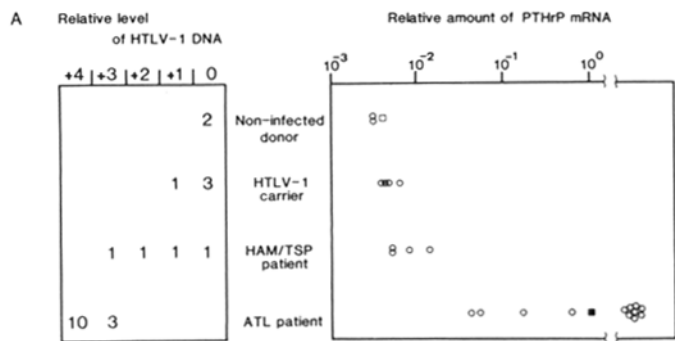 A
Relative level
of HTLV-1 DNA
+4 +3 +2 +1 0
Relative amount of PTHrP mRNA
10⁻³ 10⁻² 10⁻¹ 10⁰
2
Non-infected
donor
1 3
HTLV-1
carrier
1 1 1 1
HAM/TSP
patient
10 3
ATL patient